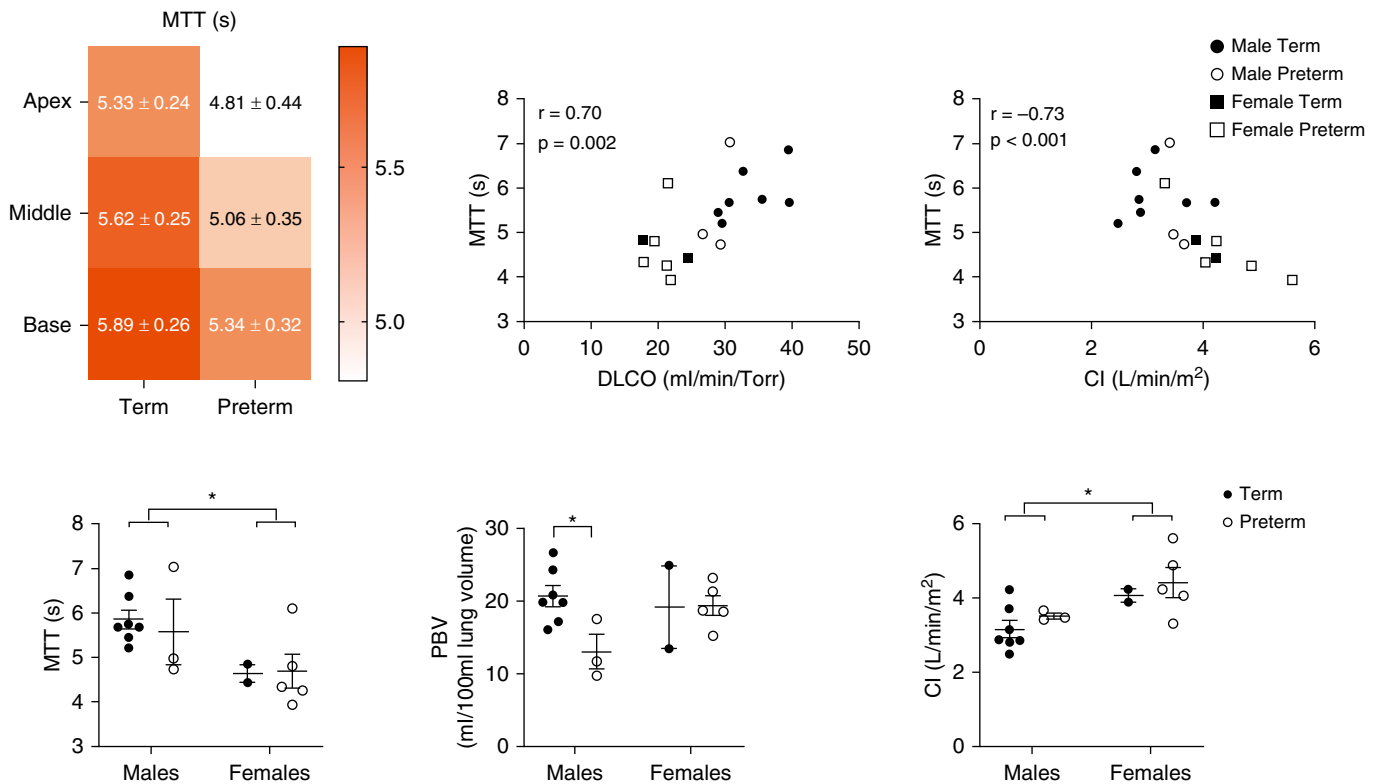 MTT (s)
Apex
5.33 ± 0.24
4.81 ± 0.44
Middle
5.62 ± 0.25
5.06 ± 0.35
Base
5.89 ± 0.26
5.34 ± 0.32
Term
Preterm
5.5
5.0
r = 0.70
p = 0.002
MTT (s)
8
7
6
5
4
3
0
10
20
30
40
50
DLCO (ml/min/Torr)
r = –0.73
p < 0.001
MTT (s)
8
7
6
5
4
3
0
2
4
6
CI (L/min/m²)
Male Term
Male Preterm
Female Term
Female Preterm
*
MTT (s)
8
7
6
5
4
3
Males
Females
*
PBV
(ml/100ml lung volume)
30
20
10
0
Males
Females
*
CI (L/min/m²)
6
4
2
0
Males
Females
Term
Preterm